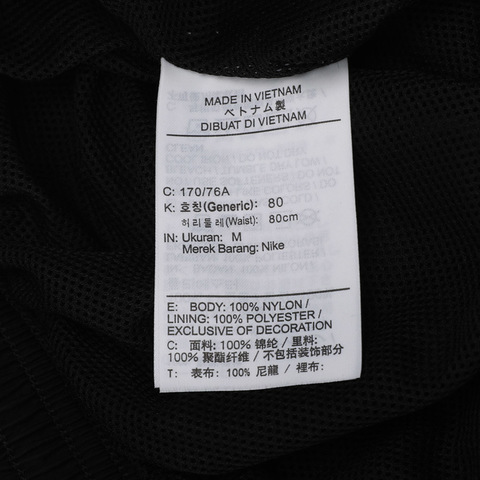 MADE IN VIETNAM
ベトナム製
DIBUAT DI VIETNAM
C: 170/76A
K: 호칭(Generic): 80
허리둘레(Waist): 80cm
IN: Ukuran: M
Merek Barang: Nike
E: BODY: 100% NYLON /
LINING: 100% POLYESTER /
EXCLUSIVE OF DECORATION
C: 面料: 100% 锦纶 / 里料:
100% 聚酯纤维 / 不包括装饰部分
T: 表布: 100% 尼龍 / 裡布: